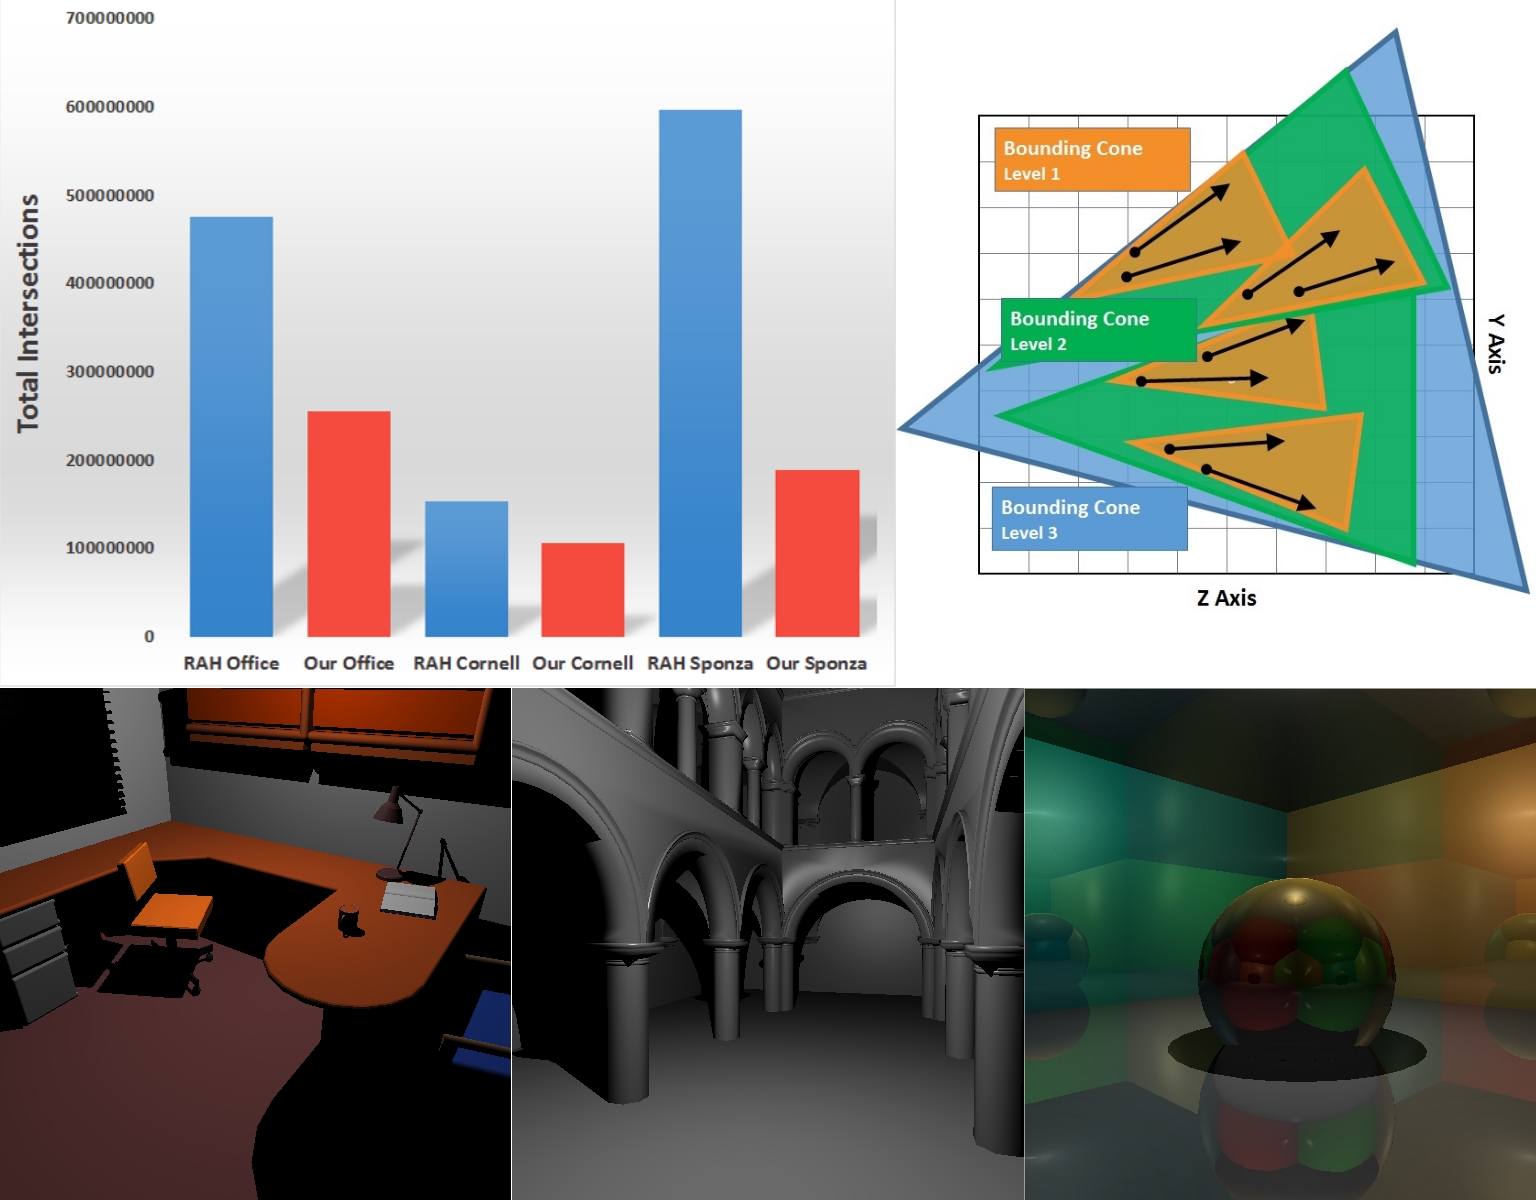 700000000
600000000
500000000
400000000
300000000
200000000
100000000
0
Total Intersections
RAH Office
Our Office
RAH Cornell
Our Cornell
RAH Sponza
Our Sponza
Bounding Cone
Level 1
Bounding Cone
Level 2
Bounding Cone
Level 3
Y Axis
Z Axis